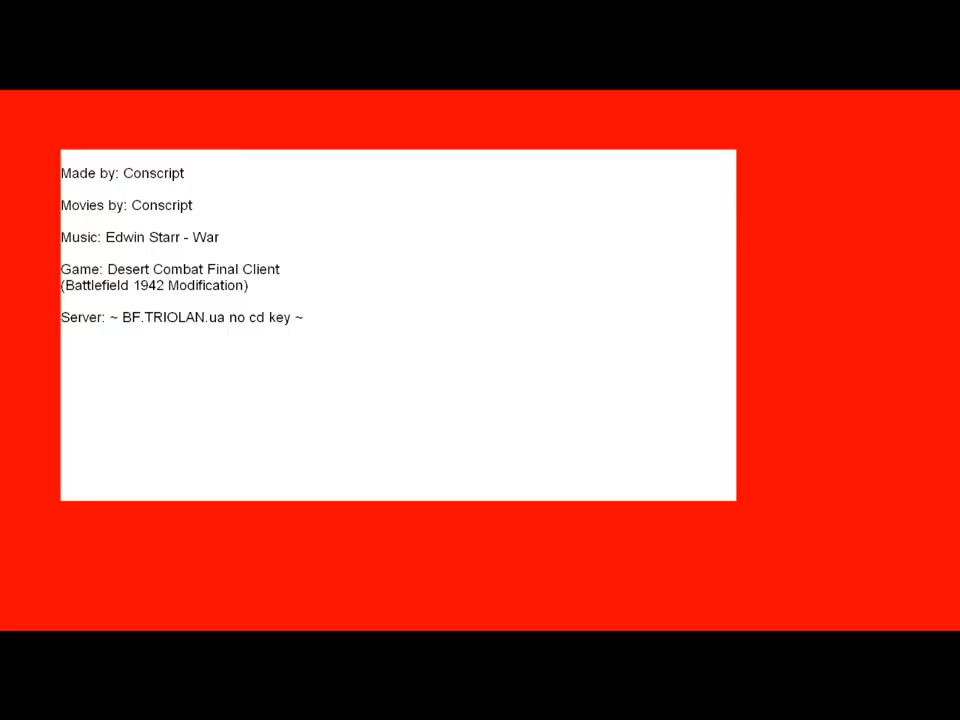 Made by: Conscript
Movies by: Conscript
Music: Edwin Starr - War
Game: Desert Combat Final Client
(Battlefield 1942 Modification)
Server: ~ BF.TRIOLAN.ua no cd key ~